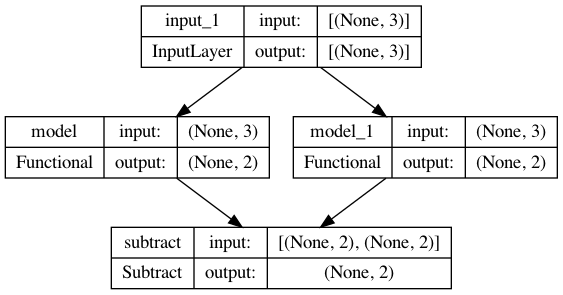 input_1 input: [(None, 3)]
InputLayer output: [(None, 3)]
model input: (None, 3)
Functional output: (None, 2)
model_1 input: (None, 3)
Functional output: (None, 2)
subtract input: [(None, 2), (None, 2)]
Subtract output: (None, 2)